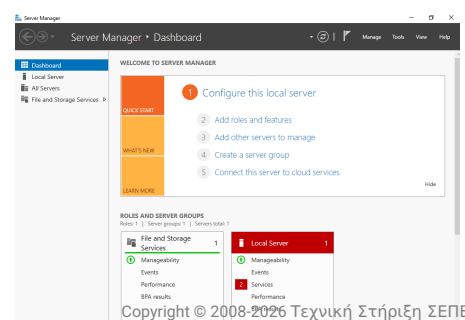 Server Manager
Server Manager • Dashboard
Manage Tools View Help
Dashboard
Local Server
All Servers
File and Storage Services
WELCOME TO SERVER MANAGER
QUICK START
WHAT'S NEW
LEARN MORE
1 Configure this local server
2 Add roles and features
3 Add other servers to manage
4 Create a server group
5 Connect this server to cloud services
Hide
ROLES AND SERVER GROUPS
Roles: 1 | Server groups: 1 | Servers total: 1
File and Storage Services 1
Manageability
Events
Performance
BPA results
Local Server 1
Manageability
Events
2 Services
Performance
Copyright © 2008-2026 Τεχνική Στήριξη ΣΕΠΕ